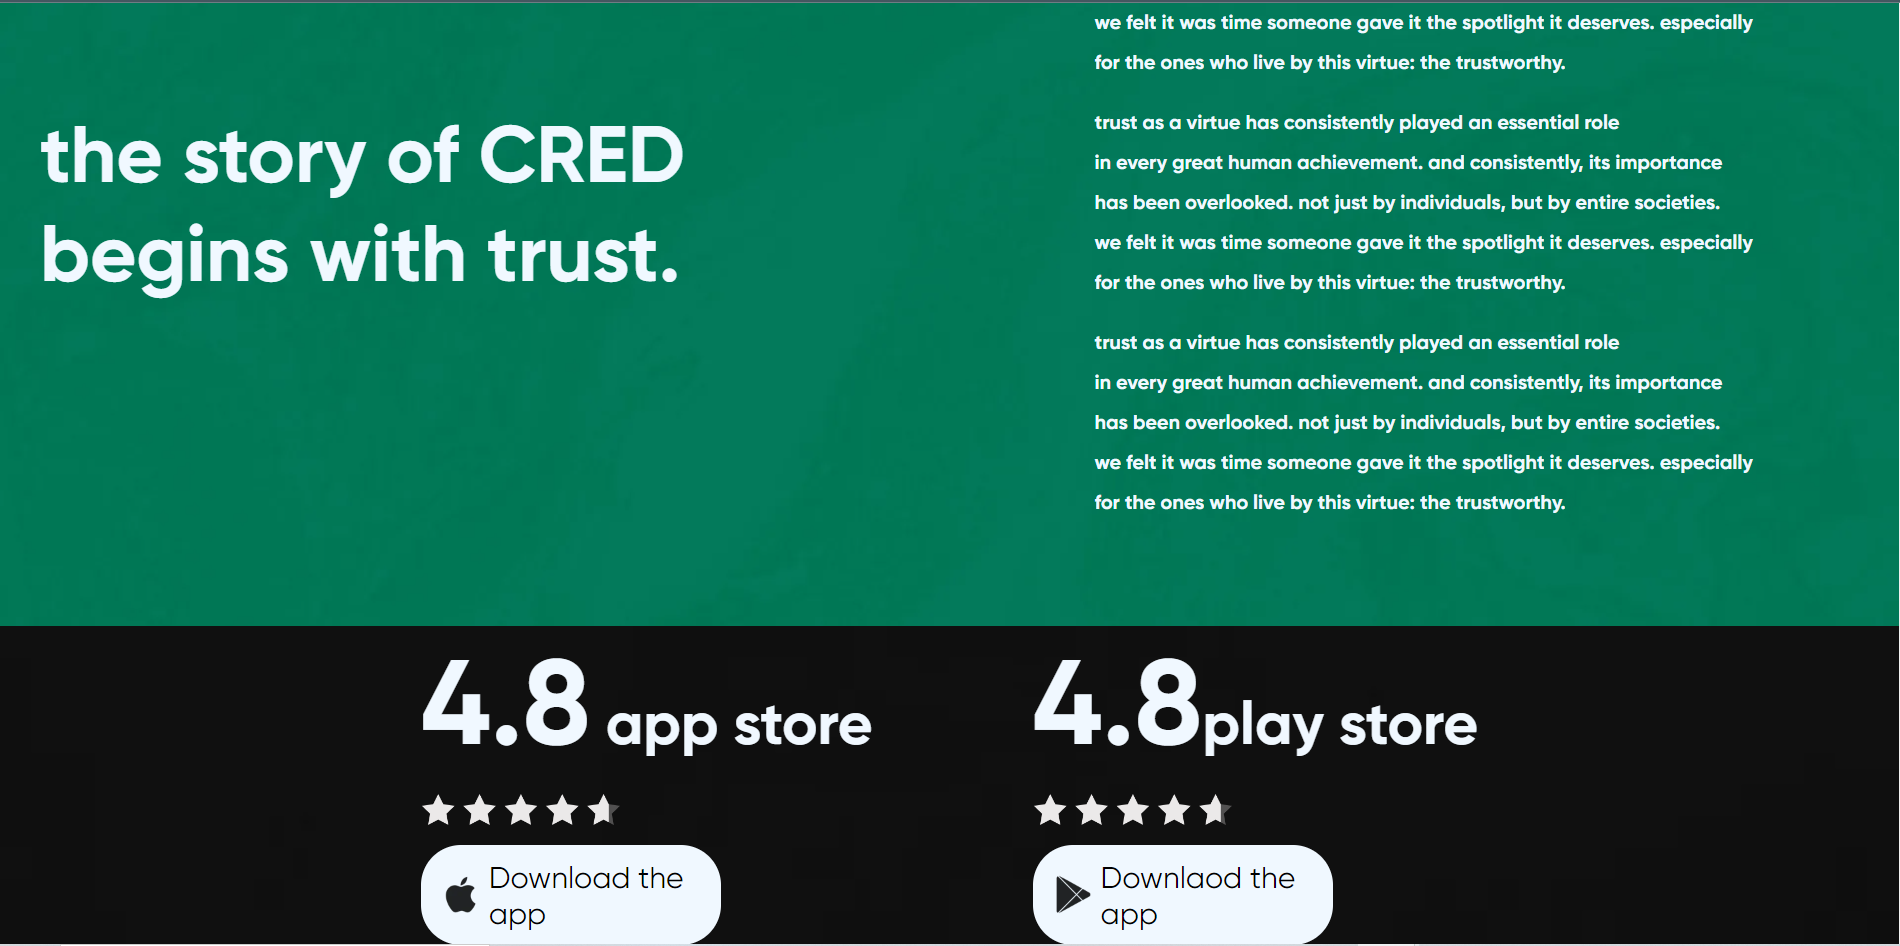 the story of CRED
begins with trust.
we felt it was time someone gave it the spotlight it deserves. especially
for the ones who live by this virtue: the trustworthy.
trust as a virtue has consistently played an essential role
in every great human achievement. and consistently, its importance
has been overlooked. not just by individuals, but by entire societies.
we felt it was time someone gave it the spotlight it deserves. especially
for the ones who live by this virtue: the trustworthy.
trust as a virtue has consistently played an essential role
in every great human achievement. and consistently, its importance
has been overlooked. not just by individuals, but by entire societies.
we felt it was time someone gave it the spotlight it deserves. especially
for the ones who live by this virtue: the trustworthy.
4.8 app store
Download the
app
4.8play store
Downlaod the
app